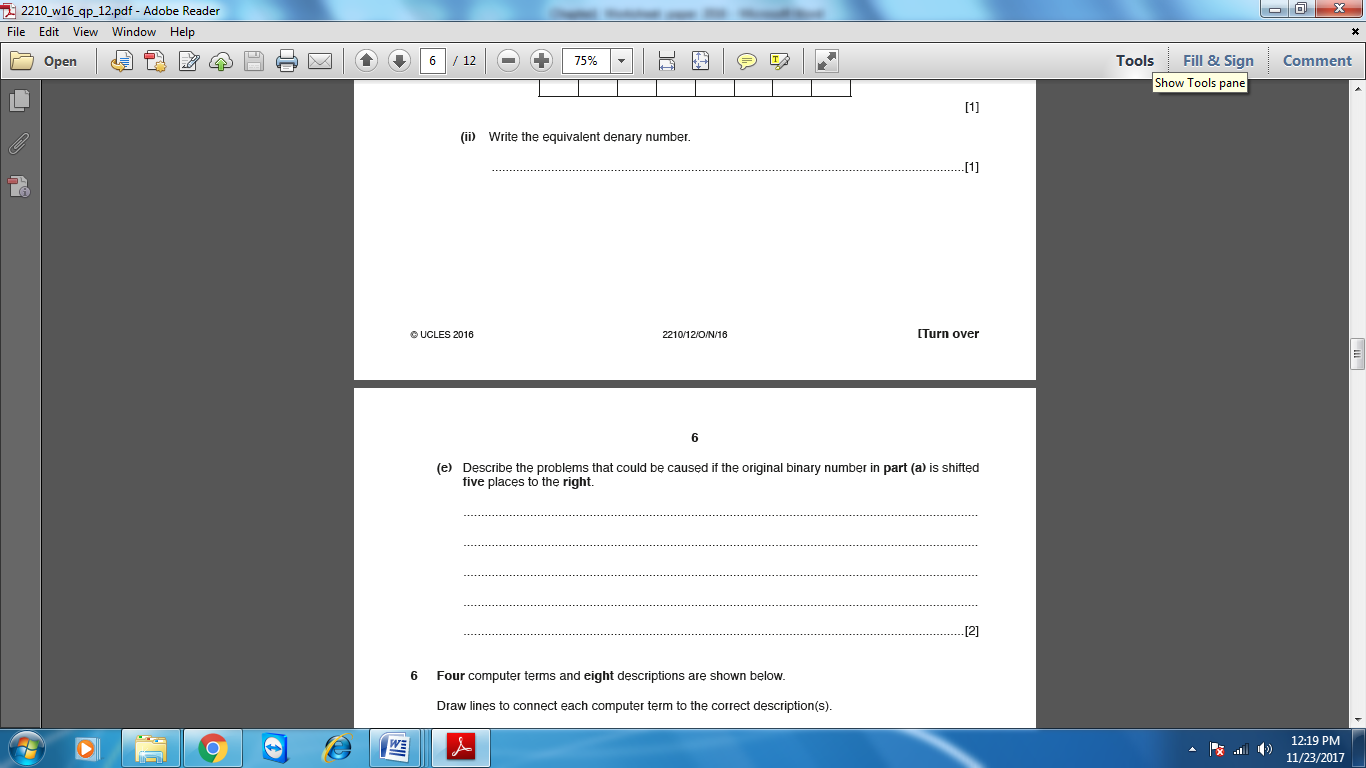 2210_w16_qp_12.pdf - Adobe Reader
File Edit View Window Help
Open 6 / 12 75% Tools Fill & Sign Comment
Show Tools pane
[1]
(ii) Write the equivalent denary number.
..........................................................................................................................................[1]
© UCLES 2016 2210/12/O/N/16 [Turn over
6
(e) Describe the problems that could be caused if the original binary number in part (a) is shifted
five places to the right.
..........................................................................................................................................
..........................................................................................................................................
..........................................................................................................................................
..........................................................................................................................................
..........................................................................................................................................[2]
6 Four computer terms and eight descriptions are shown below.
Draw lines to connect each computer term to the correct description(s).
12:19 PM
11/23/2017